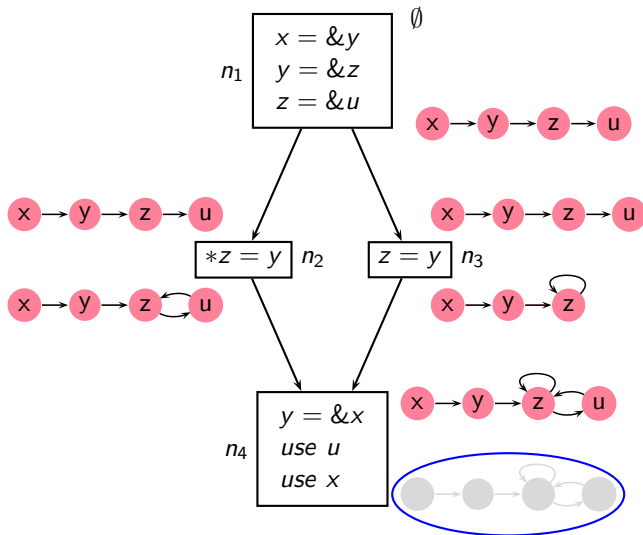 ∅
x = &y
n1
y = &z
z = &u
x y z u
x y z u
x y z u
*z = y n2
z = y n3
x y z u
x y z
x y z u
y = &x
n4
use u
use x